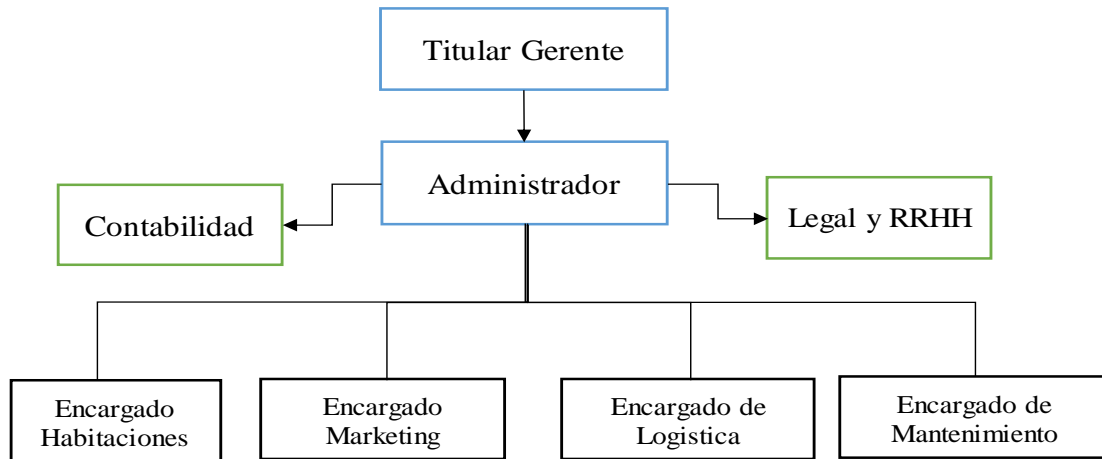 Titular Gerente
Administrador
Contabilidad
Legal y RRHH
Encargado
Habitaciones
Encargado
Marketing
Encargado de
Logistica
Encargado de
Mantenimiento